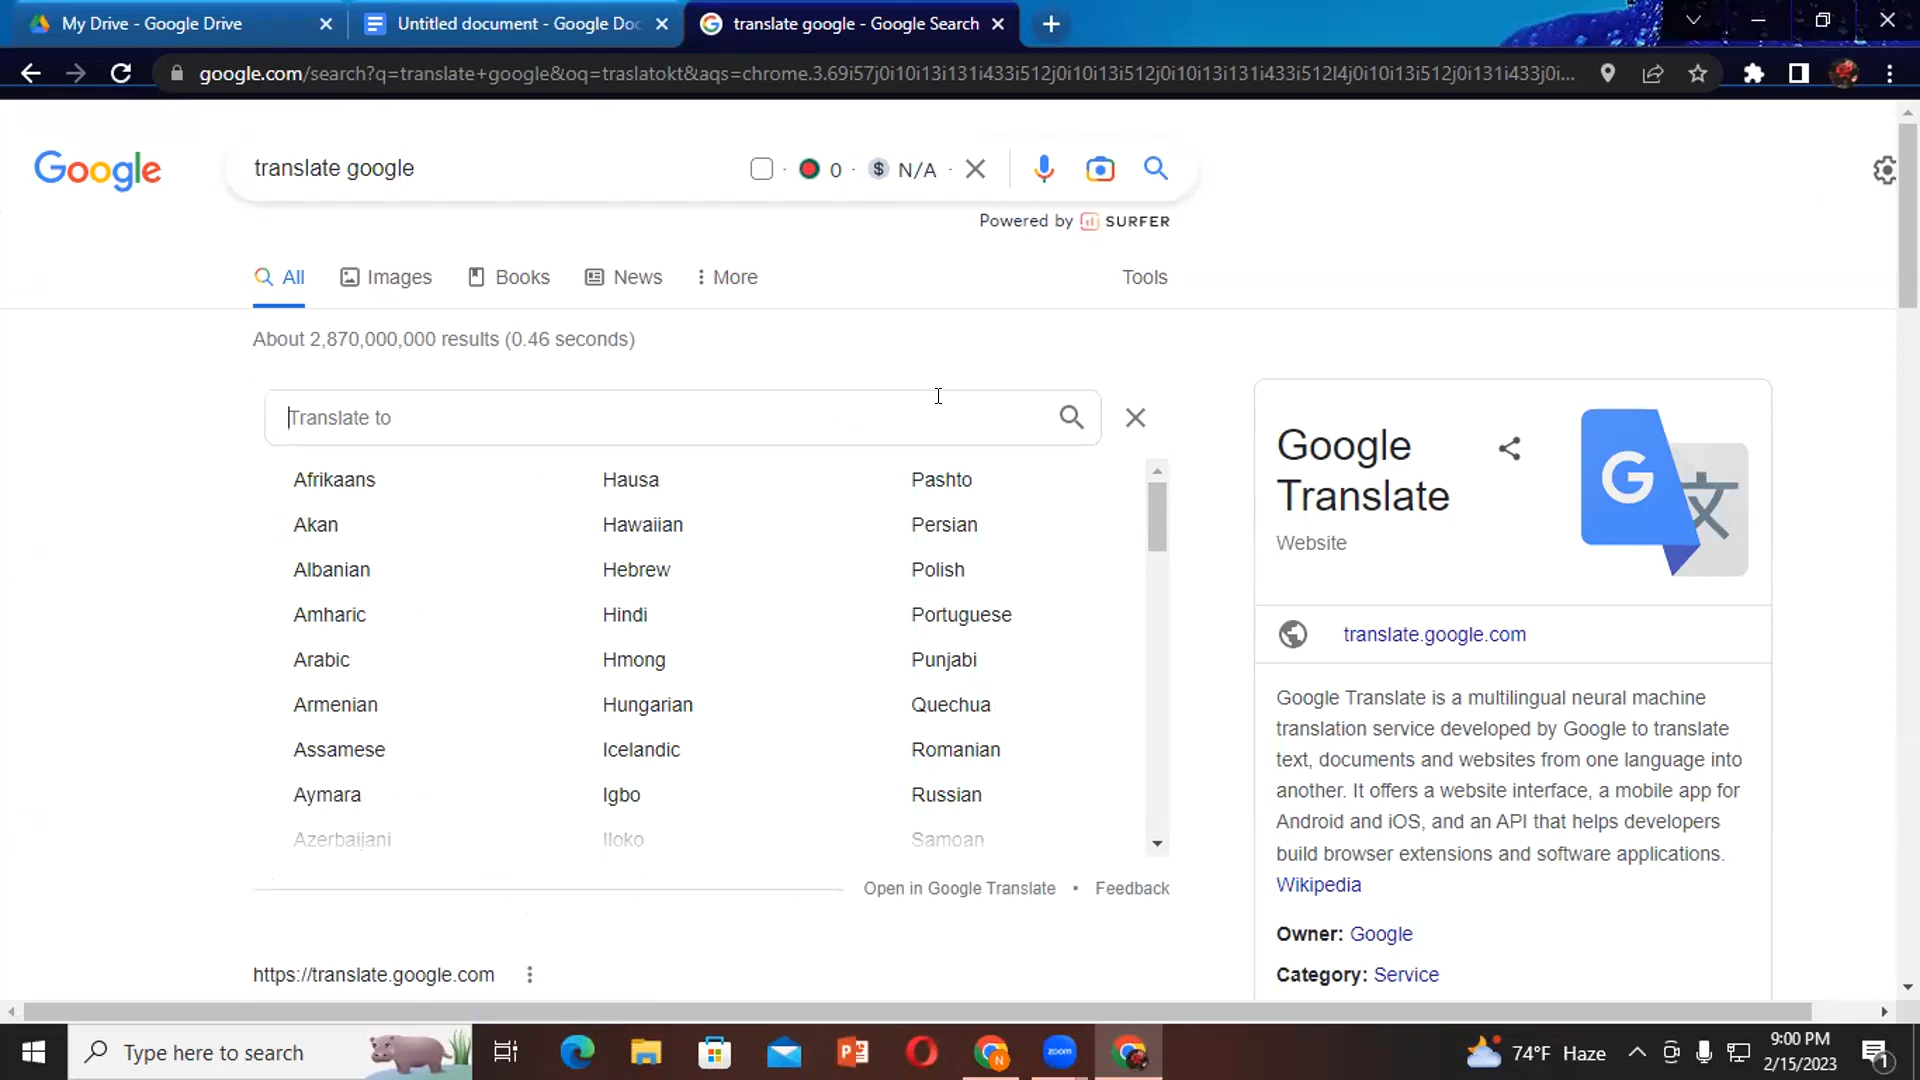 My Drive - Google Drive
Untitled document - Google Doc
translate google - Google Search
google.com/search?q=translate+google&oq=traslatokt&aqs=chrome.3.69i57j0i10i13i131i433i512j0i10i13i512j0i10i13i131i433i512l4j0i10i13i512j0i131i433j0i...
Google
translate google
0
$
N/A
Powered by SURFER
All
Images
Books
News
More
Tools
About 2,870,000,000 results (0.46 seconds)
Translate to
Afrikaans Hausa Pashto
Akan Hawaiian Persian
Albanian Hebrew Polish
Amharic Hindi Portuguese
Arabic Hmong Punjabi
Armenian Hungarian Quechua
Assamese Icelandic Romanian
Aymara Igbo Russian
Azerbaijani Iloko Samoan
Open in Google Translate • Feedback
https://translate.google.com
Google
Translate
Website
G
文
translate.google.com
Google Translate is a multilingual neural machine
translation service developed by Google to translate
text, documents and websites from one language into
another. It offers a website interface, a mobile app for
Android and iOS, and an API that helps developers
build browser extensions and software applications.
Wikipedia
Owner: Google
Category: Service
Type here to search
N
zoom
74°F Haze
9:00 PM
2/15/2023
1